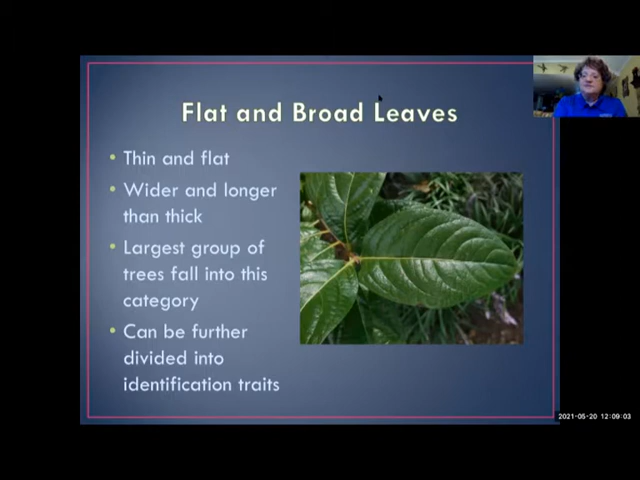 Flat and Broad Leaves
• Thin and flat
• Wider and longer
than thick
• Largest group of
trees fall into this
category
• Can be further
divided into
identification traits
2021-05-20 12:09:03